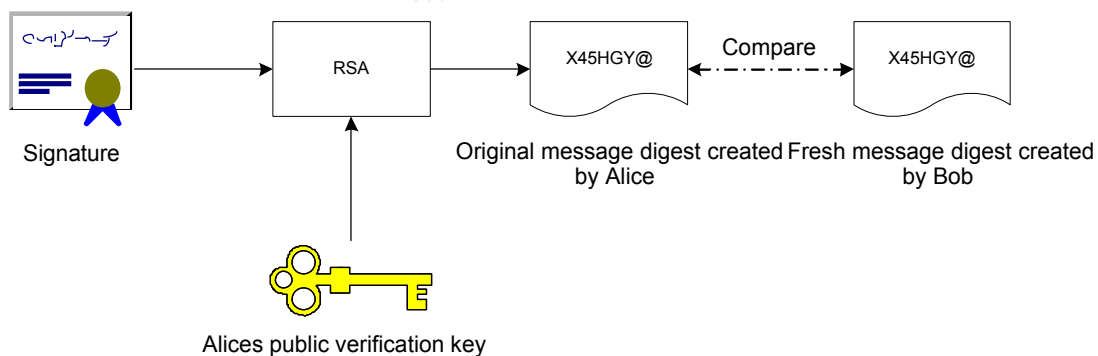 RSA
X45HGY@
Compare
X45HGY@
Signature
Original message digest created
by Alice
Fresh message digest created
by Bob
Alices public verification key